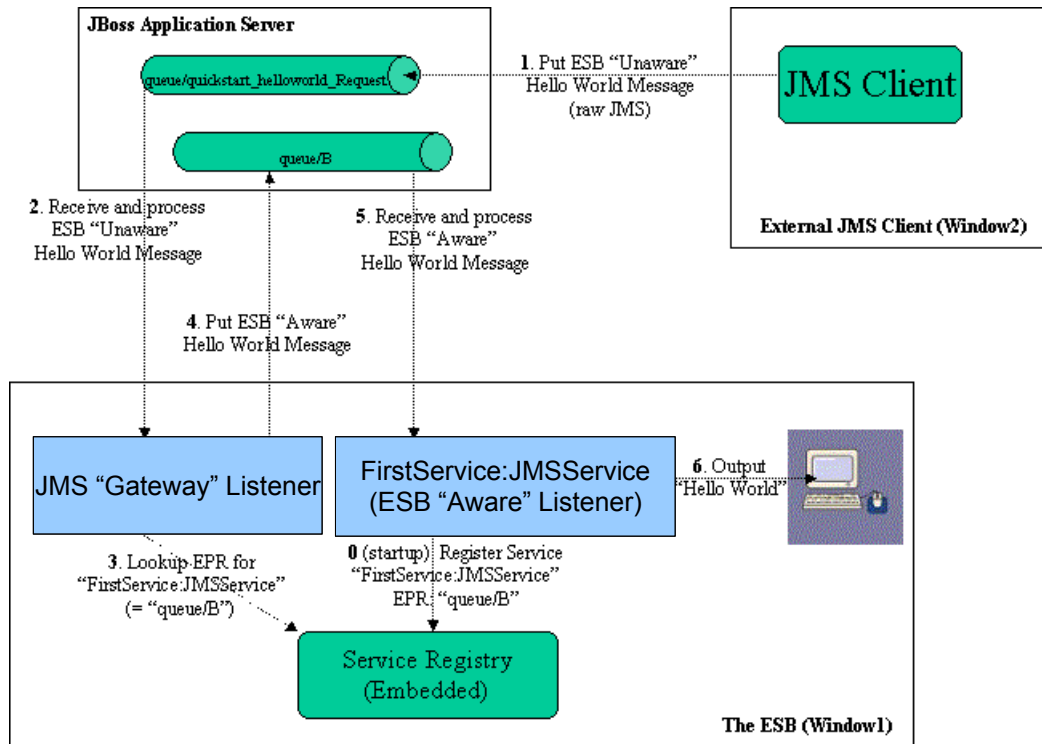 JBoss Application Server
queue/quickstart_helloworld_Request
queue/B
1. Put ESB “Unaware”
Hello World Message
(raw JMS)
JMS Client
External JMS Client (Window2)
2. Receive and process
ESB “Unaware”
Hello World Message
5. Receive and process
ESB “Aware”
Hello World Message
4. Put ESB “Aware”
Hello World Message
JMS “Gateway” Listener
FirstService:JMSService
(ESB “Aware” Listener)
6. Output
“Hello World”
3. Lookup EPR for
“FirstService:JMSService”
(= “queue/B”)
0 (startup) Register Service
“FirstService:JMSService”
EPR: “queue/B”
Service Registry
(Embedded)
The ESB (Window1)